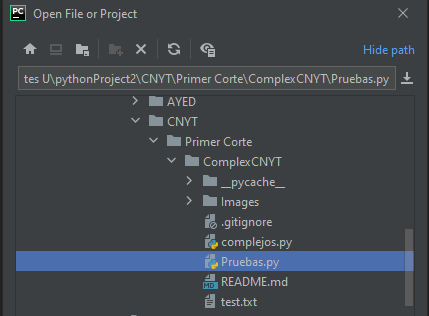 PC
Open File or Project
Hide path
tes U\pythonProject2\CNYT\Primer Corte\ComplexCNYT\Pruebas.py
AYED
CNYT
Primer Corte
ComplexCNYT
__pycache__
Images
.gitignore
complejos.py
Pruebas.py
MD README.md
test.txt